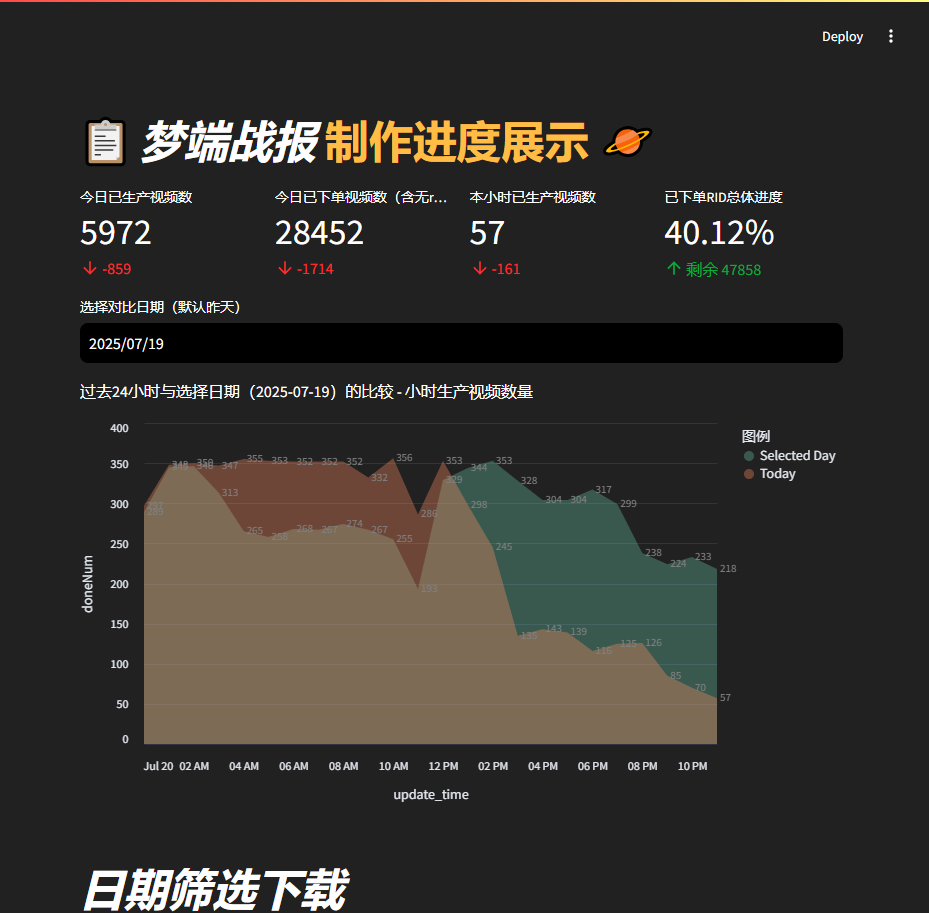 Deploy
梦端战报 制作进度展示
今日已生产视频数
5972
-859
今日已下单视频数（含无r...
28452
-1714
本小时已生产视频数
57
-161
已下单RID总体进度
40.12%
剩余 47858
选择对比日期（默认昨天）
2025/07/19
过去24小时与选择日期（2025-07-19）的比较 - 小时生产视频数量
图例
Selected Day
Today
doneNum
400
350
300
250
200
150
100
50
0
350 347 355 353 352 352 352 332 356 286 353
313 265 258 268 274 267 255 193 329 344 353 328 304 304 317 299 238 224 233 218
298 245 135 143 139 116 125 126 85 70 57
Jul 20 02 AM 04 AM 06 AM 08 AM 10 AM 12 PM 02 PM 04 PM 06 PM 08 PM 10 PM
update_time
日期筛选下载